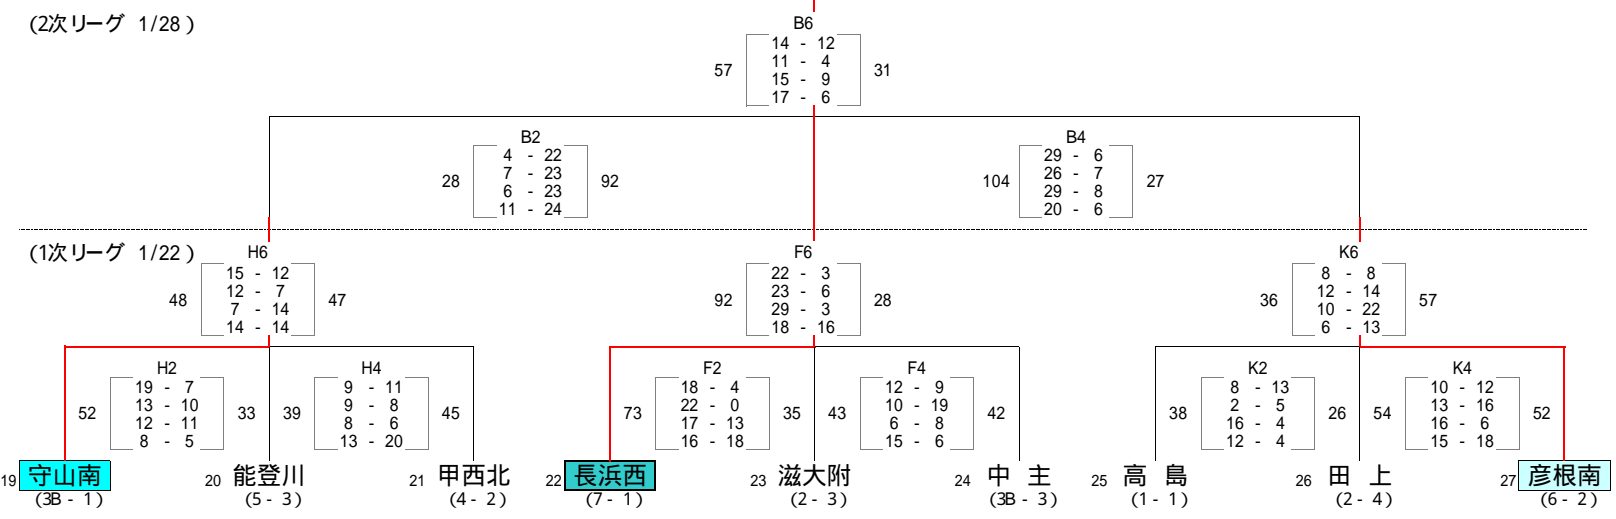 (2次リーグ 1/28)
B6
57
14 - 12
11 - 4
15 - 9
17 - 6
31
B2
28
4 - 22
7 - 23
6 - 23
11 - 24
92
B4
104
29 - 6
26 - 7
29 - 8
20 - 6
27
(1次リーグ 1/22)
H6
48
15 - 12
12 - 7
7 - 14
14 - 14
47
F6
92
22 - 3
23 - 6
29 - 3
18 - 16
28
K6
36
8 - 8
12 - 14
10 - 22
6 - 13
57
H2
52
19 - 7
13 - 10
12 - 11
8 - 5
33
H4
39
9 - 11
9 - 8
8 - 6
13 - 20
45
F2
73
18 - 4
22 - 0
17 - 13
16 - 18
35
F4
43
12 - 9
10 - 19
6 - 8
15 - 6
42
K2
38
8 - 13
2 - 5
16 - 4
12 - 4
26
K4
54
10 - 12
13 - 16
16 - 6
15 - 18
52
19 守山南
(3B - 1)
20 能登川
(5 - 3)
21 甲西北
(4 - 2)
22 長浜西
(7 - 1)
23 滋大附
(2 - 3)
24 中 主
(3B - 3)
25 高 島
(1 - 1)
26 田 上
(2 - 4)
27 彦根南
(6 - 2)